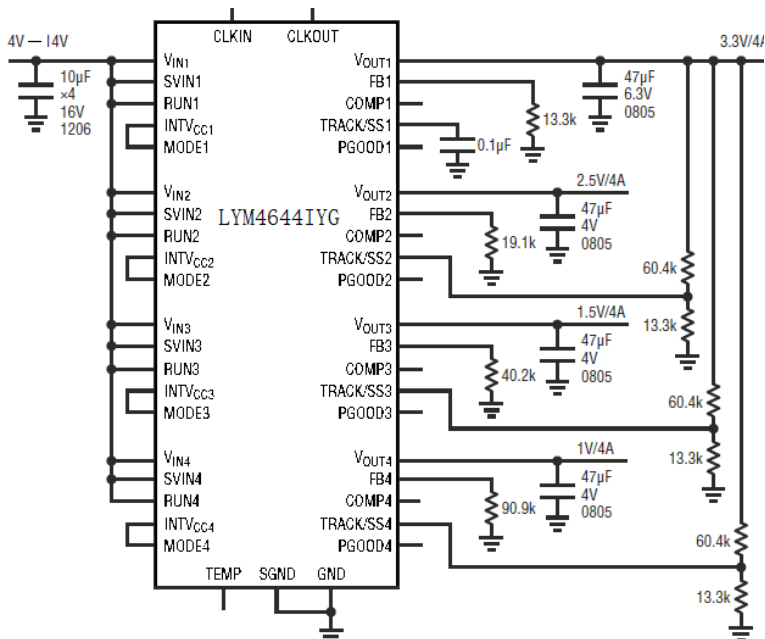 CLKIN CLKOUT
4V — 14V
VIN1
SVIN1
RUN1
INTVCC1
MODE1
10µF
×4
16V
1206
VOUT1
FB1
COMP1
TRACK/SS1
PGOOD1
3.3V/4A
13.3k
0.1µF
47µF
6.3V
0805
VIN2
SVIN2
RUN2
INTVCC2
MODE2
LYM4644IYG
VOUT2
FB2
COMP2
TRACK/SS2
PGOOD2
2.5V/4A
19.1k
47µF
4V
0805
60.4k
13.3k
VIN3
SVIN3
RUN3
INTVCC3
MODE3
VOUT3
FB3
COMP3
TRACK/SS3
PGOOD3
1.5V/4A
40.2k
47µF
4V
0805
60.4k
13.3k
VIN4
SVIN4
RUN4
INTVCC4
MODE4
VOUT4
FB4
COMP4
TRACK/SS4
PGOOD4
1V/4A
90.9k
47µF
4V
0805
60.4k
13.3k
TEMP SGND GND